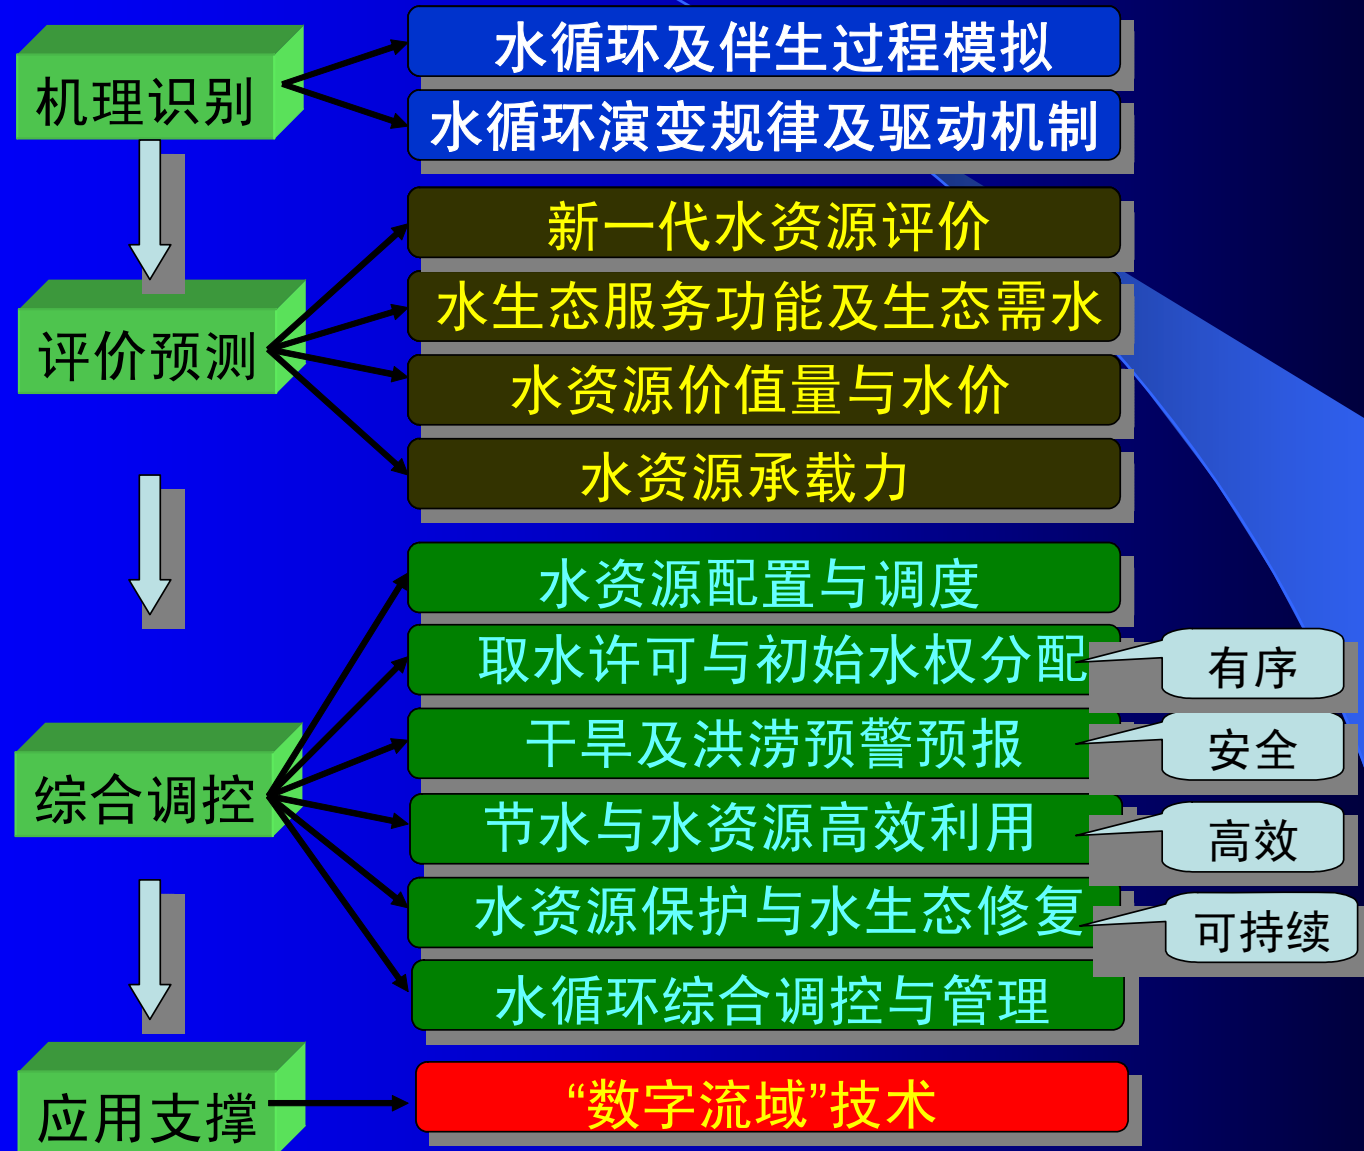 机理识别
水循环及伴生过程模拟
水循环演变规律及驱动机制
评价预测
新一代水资源评价
水生态服务功能及生态需水
水资源价值量与水价
水资源承载力
综合调控
水资源配置与调度
取水许可与初始水权分配
有序
干旱及洪涝预警预报
安全
节水与水资源高效利用
高效
水资源保护与水生态修复
可持续
水循环综合调控与管理
应用支撑
“数字流域”技术